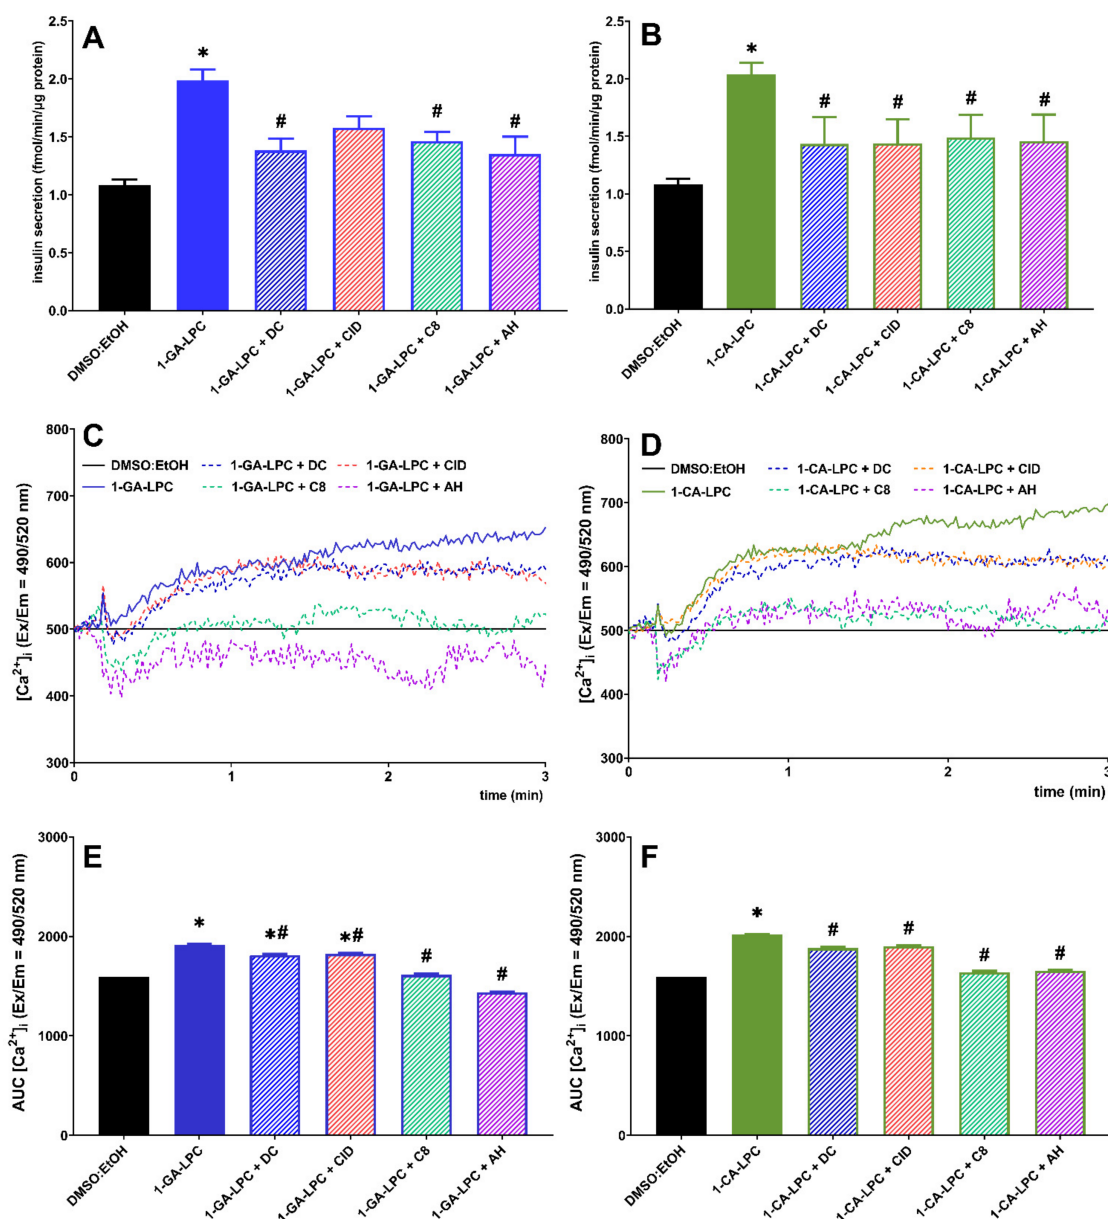 A
insulin secretion (fmol/min/µg protein)
2.5
2.0
1.5
1.0
0.5
0.0
*
#
#
#
DMSO:EtOH
1-GA-LPC
1-GA-LPC + DC
1-GA-LPC + CID
1-GA-LPC + C8
1-GA-LPC + AH
B
insulin secretion (fmol/min/µg protein)
2.5
2.0
1.5
1.0
0.5
0.0
*
#
#
#
#
DMSO:EtOH
1-CA-LPC
1-CA-LPC + DC
1-CA-LPC + CID
1-CA-LPC + C8
1-CA-LPC + AH
C
[Ca²⁺]ᵢ (Ex/Em = 490/520 nm)
800
700
600
500
400
300
DMSO:EtOH
1-GA-LPC + DC
1-GA-LPC + CID
1-GA-LPC
1-GA-LPC + C8
1-GA-LPC + AH
0
1
2
3
time (min)
D
[Ca²⁺]ᵢ (Ex/Em = 490/520 nm)
800
700
600
500
400
300
DMSO:EtOH
1-CA-LPC + DC
1-CA-LPC + CID
1-CA-LPC
1-CA-LPC + C8
1-CA-LPC + AH
0
1
2
3
time (min)
E
AUC [Ca²⁺]ᵢ (Ex/Em = 490/520 nm)
3000
2000
1000
0
*
*#
*#
#
#
DMSO:EtOH
1-GA-LPC
1-GA-LPC + DC
1-GA-LPC + CID
1-GA-LPC + C8
1-GA-LPC + AH
F
AUC [Ca²⁺]ᵢ (Ex/Em = 490/520 nm)
3000
2000
1000
0
*
#
#
#
#
DMSO:EtOH
1-CA-LPC
1-CA-LPC + DC
1-CA-LPC + CID
1-CA-LPC + C8
1-CA-LPC + AH